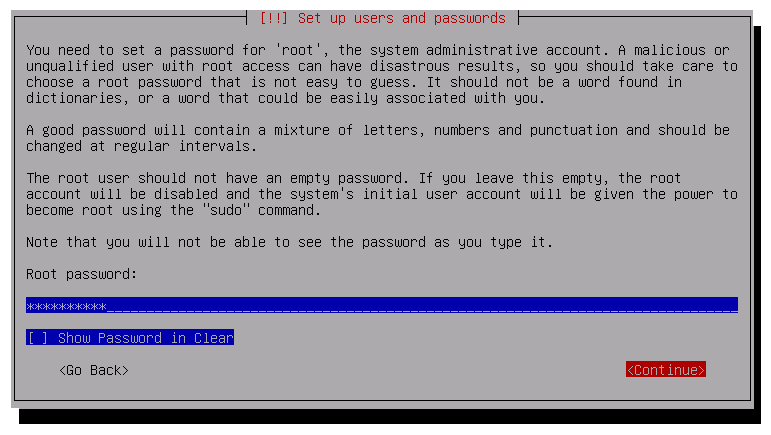 [!!] Set up users and passwords
You need to set a password for 'root', the system administrative account. A malicious or
unqualified user with root access can have disastrous results, so you should take care to
choose a root password that is not easy to guess. It should not be a word found in
dictionaries, or a word that could be easily associated with you.
A good password will contain a mixture of letters, numbers and punctuation and should be
changed at regular intervals.
The root user should not have an empty password. If you leave this empty, the root
account will be disabled and the system's initial user account will be given the power to
become root using the "sudo" command.
Note that you will not be able to see the password as you type it.
Root password:
**********
[ ] Show Password in Clear
<Go Back> <Continue>